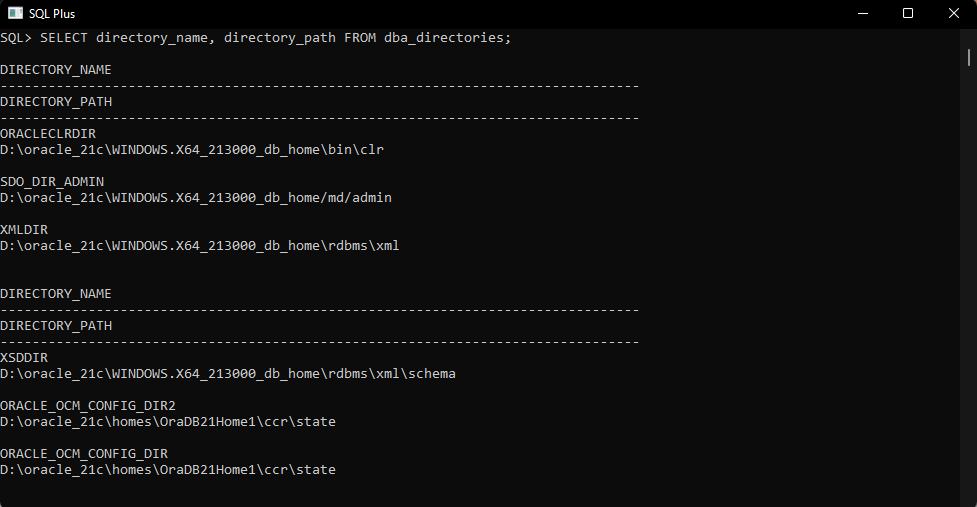 SQL Plus
SQL> SELECT directory_name, directory_path FROM dba_directories;
DIRECTORY_NAME
--------------------------------------------------------------------------------
DIRECTORY_PATH
--------------------------------------------------------------------------------
ORACLECLRDIR
D:\oracle_21c\WINDOWS.X64_213000_db_home\bin\clr
SDO_DIR_ADMIN
D:\oracle_21c\WINDOWS.X64_213000_db_home/md/admin
XMLDIR
D:\oracle_21c\WINDOWS.X64_213000_db_home\rdbms\xml
DIRECTORY_NAME
--------------------------------------------------------------------------------
DIRECTORY_PATH
--------------------------------------------------------------------------------
XSDDIR
D:\oracle_21c\WINDOWS.X64_213000_db_home\rdbms\xml\schema
ORACLE_OCM_CONFIG_DIR2
D:\oracle_21c\homes\OraDB21Home1\ccr\state
ORACLE_OCM_CONFIG_DIR
D:\oracle_21c\homes\OraDB21Home1\ccr\state